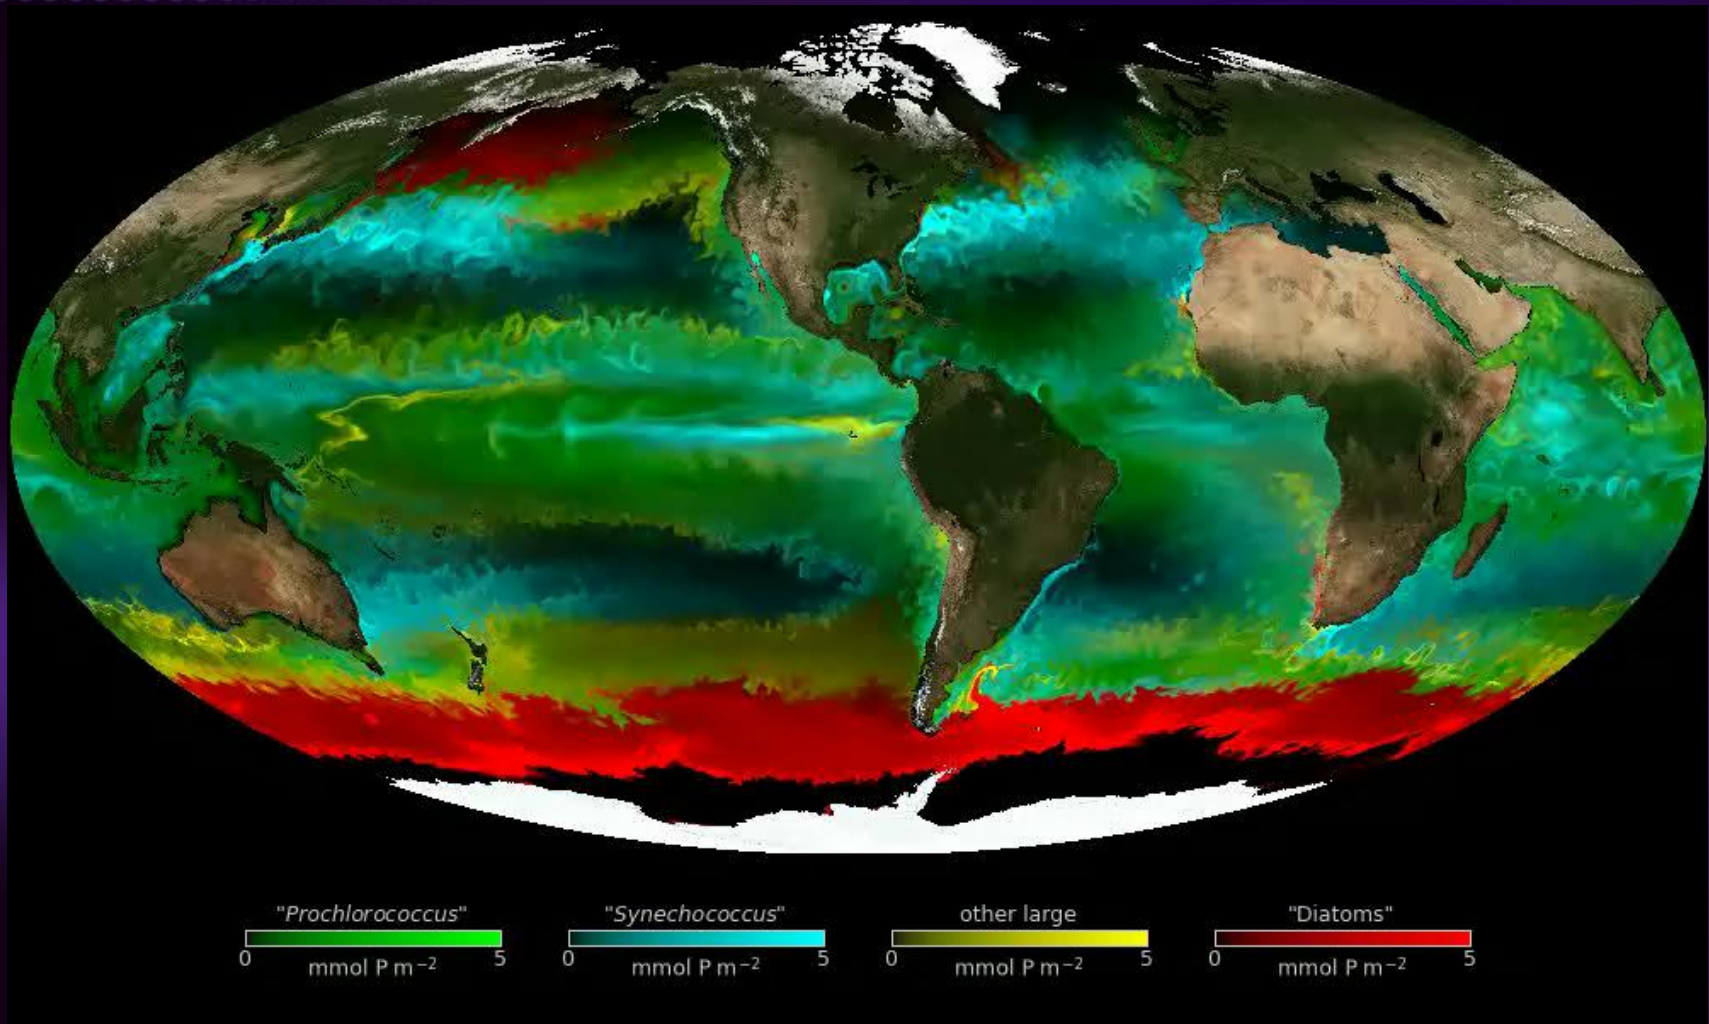 "Prochlorococcus" "Synechococcus" other large "Diatoms"
0 5 0 5 0 5 0 5
mmol P m⁻² mmol P m⁻² mmol P m⁻² mmol P m⁻²